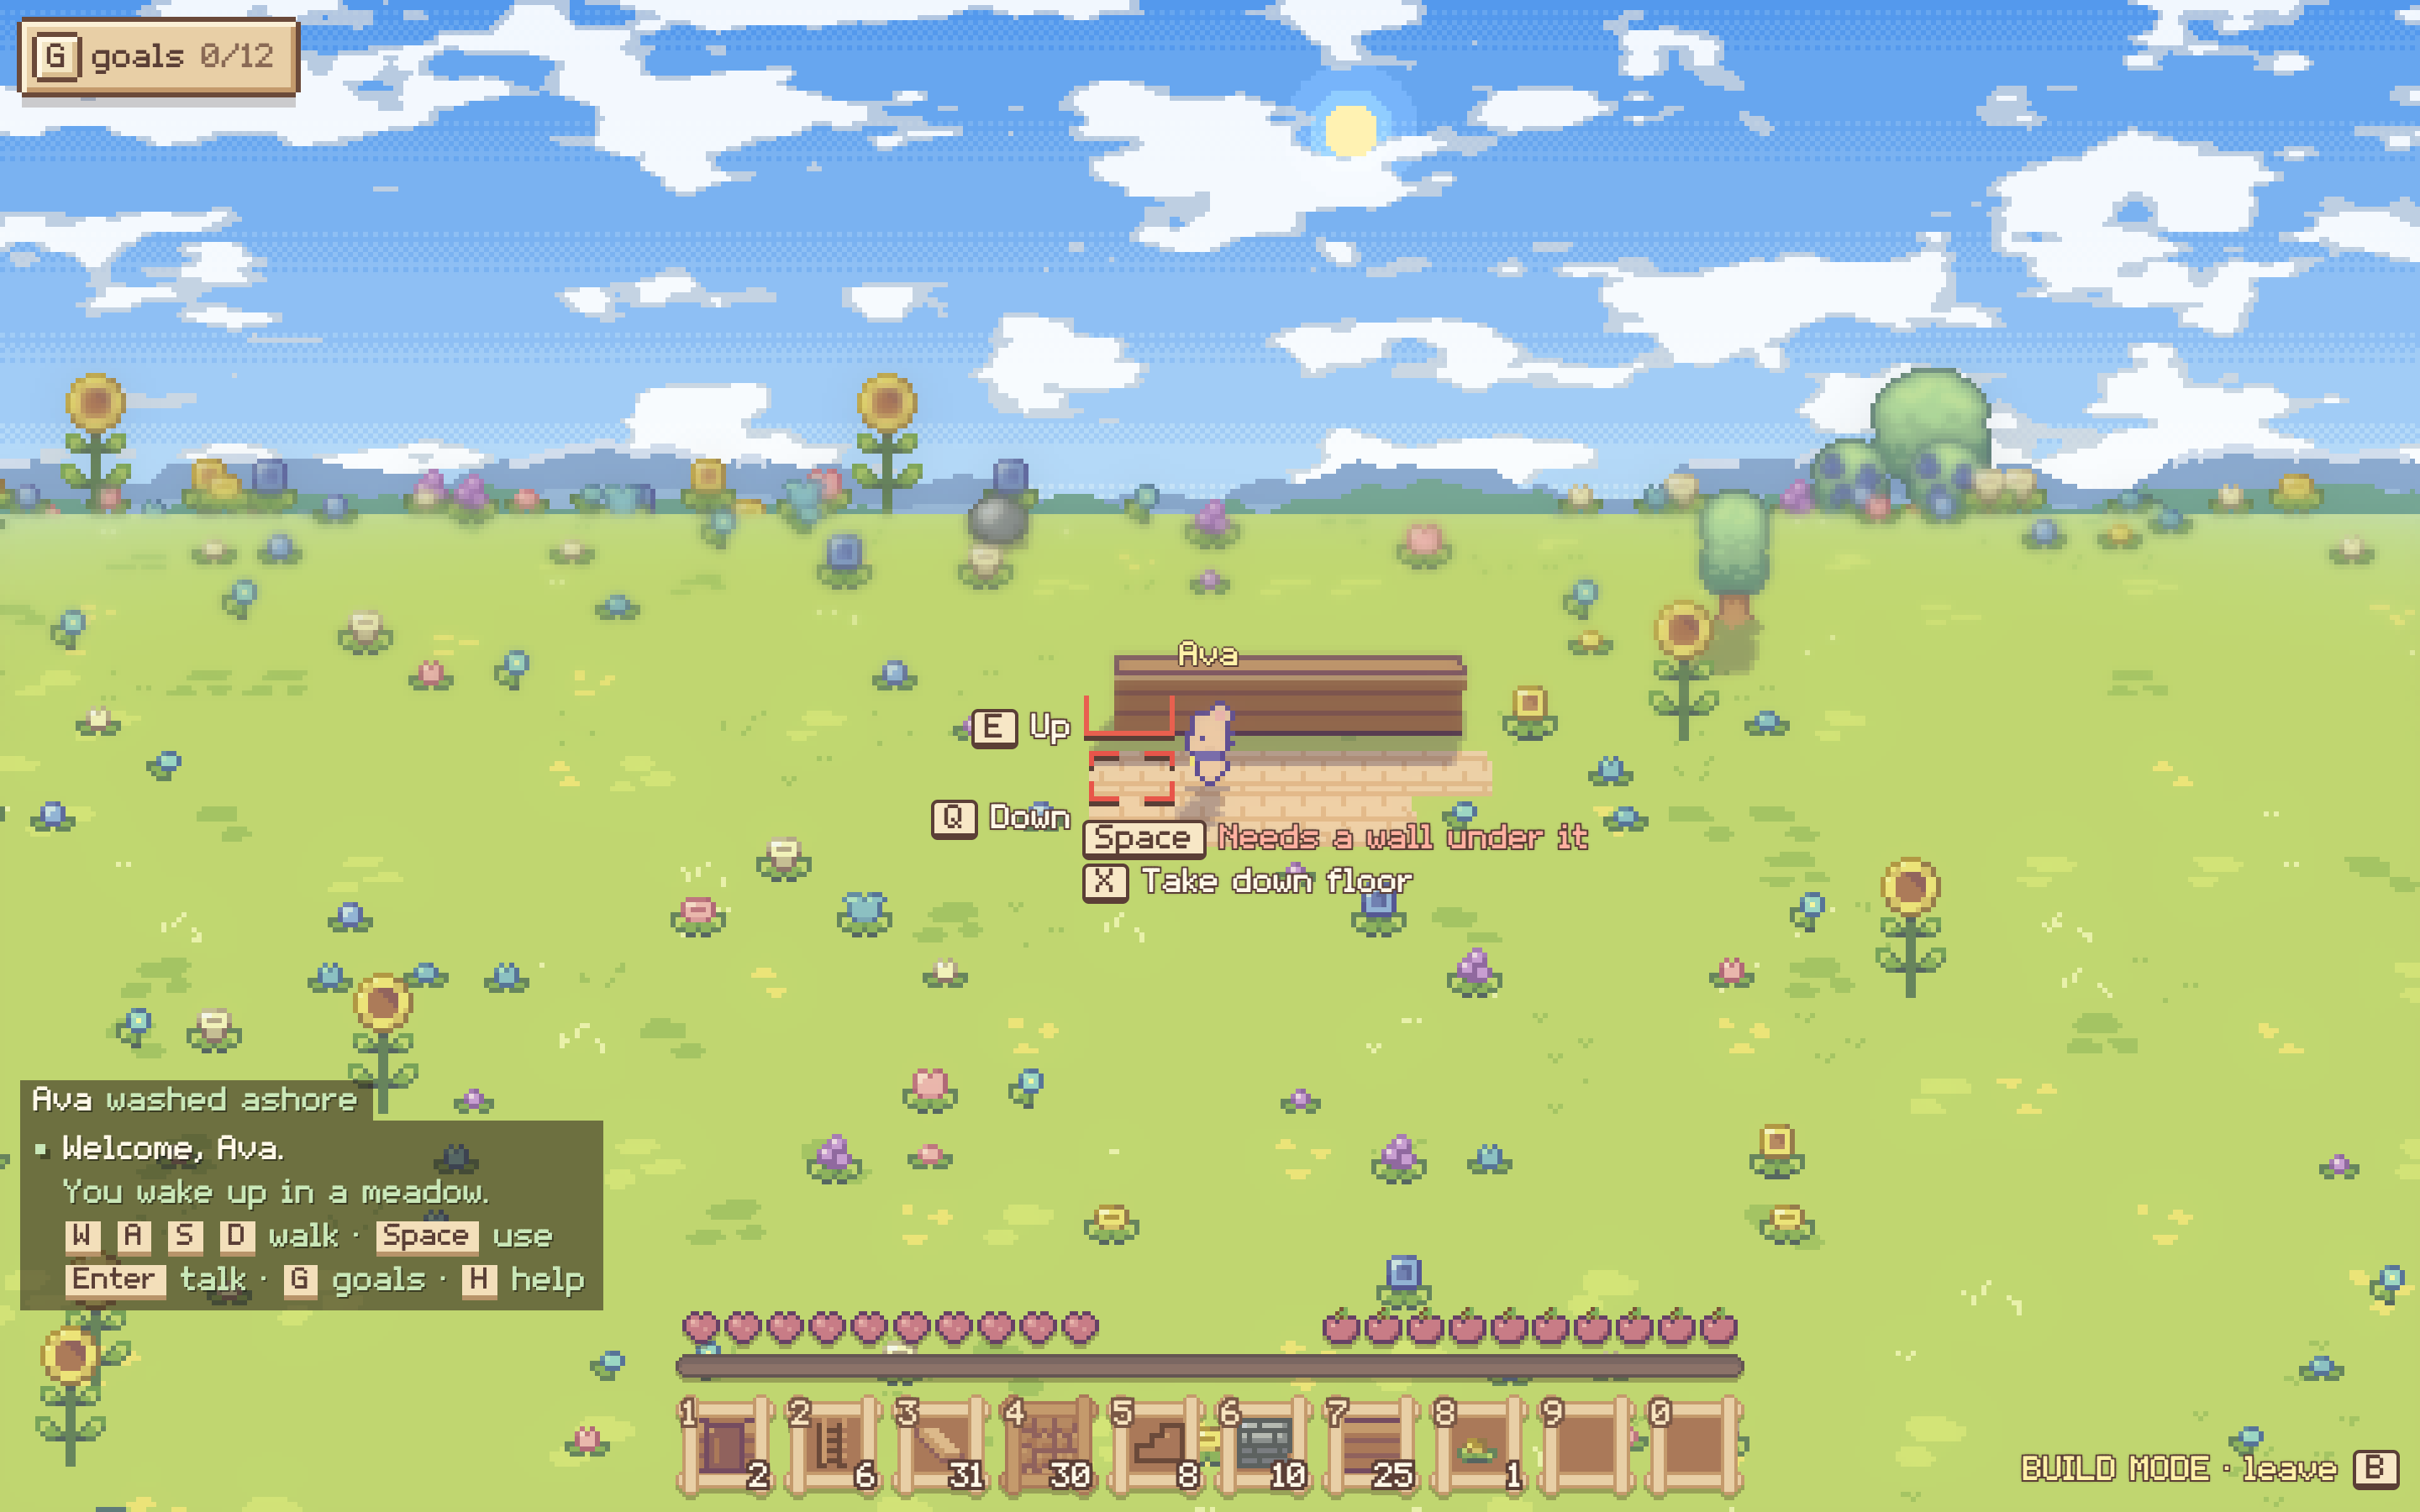 G goals 0/12
Ava
E Up
Q Down
Space Needs a wall under it
X Take down floor
Ava washed ashore
Welcome, Ava.
You wake up in a meadow.
W A S D walk · Space use
Enter talk · G goals · H help
1 2 3 4 5 6 7 8 9 0
2 6 31 30 8 10 25 1
BUILD MODE · leave B